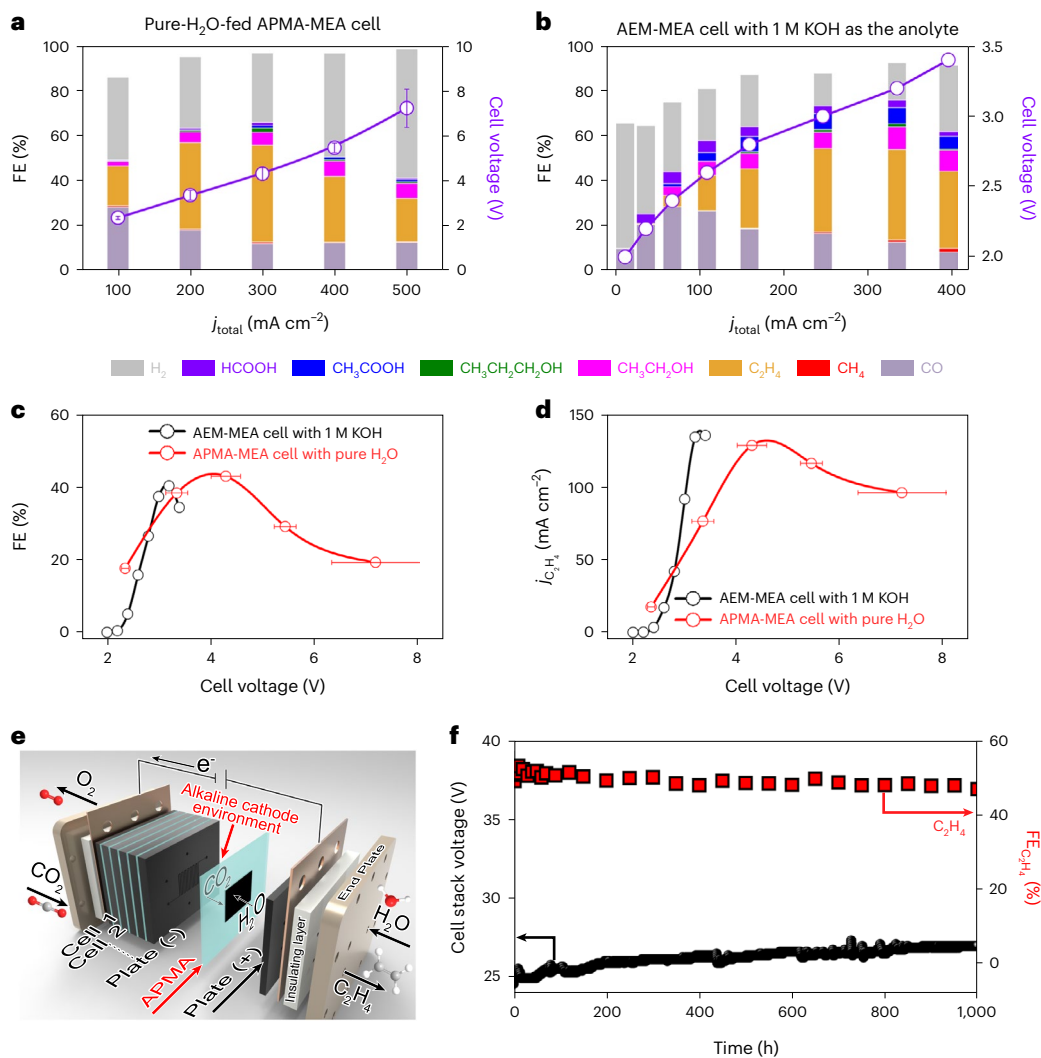 a
Pure-H₂O-fed APMA-MEA cell
100
80
60
40
20
0
FE (%)
10
8
6
4
2
0
Cell voltage (V)
100 200 300 400 500
j_total (mA cm⁻²)
b
AEM-MEA cell with 1 M KOH as the anolyte
100
80
60
40
20
0
FE (%)
3.5
3.0
2.5
2.0
Cell voltage (V)
0 100 200 300 400
j_total (mA cm⁻²)
H₂ HCOOH CH₃COOH CH₃CH₂CH₂OH CH₃CH₂OH C₂H₄ CH₄ CO
c
60
40
20
0
FE (%)
AEM-MEA cell with 1 M KOH
APMA-MEA cell with pure H₂O
2 4 6 8
Cell voltage (V)
d
150
100
50
0
j_C₂H₄ (mA cm⁻²)
AEM-MEA cell with 1 M KOH
APMA-MEA cell with pure H₂O
2 4 6 8
Cell voltage (V)
e
e⁻
O₂
Alkaline cathode
environment
CO₂
CO₂
H₂O
End Plate
H₂O
Cell 1
Cell 2
Plate (-)
APMA
Plate (+)
Insulating layer
C₂H₄
f
40
35
30
25
Cell stack voltage (V)
60
40
20
0
FE_C₂H₄ (%)
C₂H₄
0 200 400 600 800 1,000
Time (h)